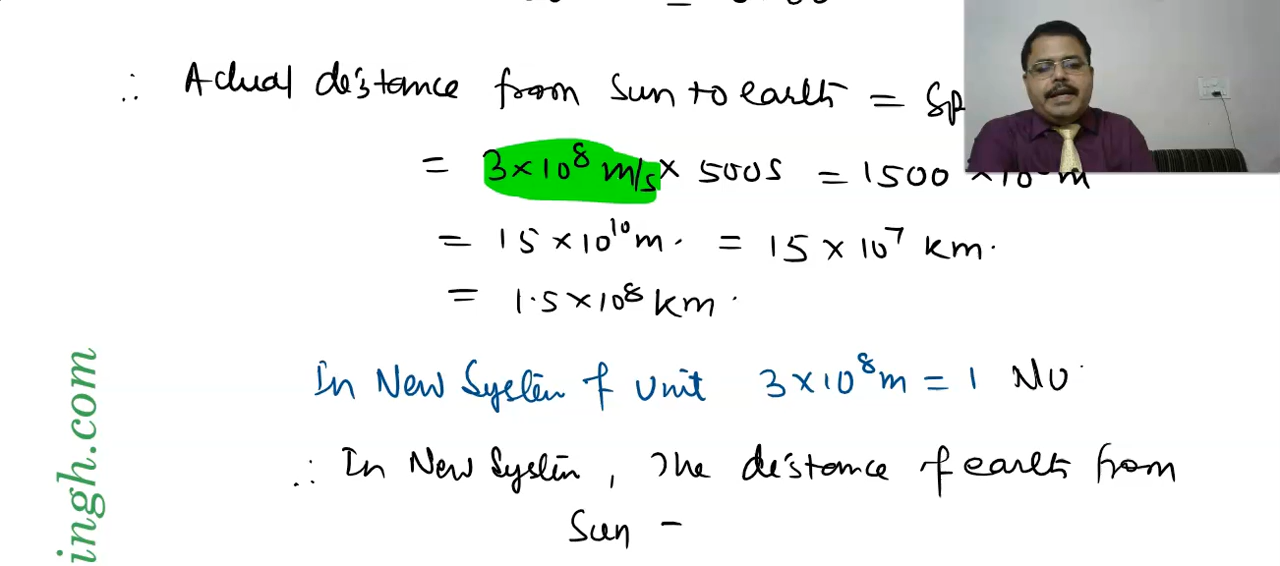 ∴ Actual distance from Sun to earth = Sp
= 3×10⁸ m/s × 500s = 1500 ×10 m
= 15 ×10¹⁰ m. = 15 × 10⁷ km.
= 1.5×10⁸ km.
In New System of Unit 3×10⁸m = 1 NU
∴ In New System, The distance of earth from
Sun =
ingh.com